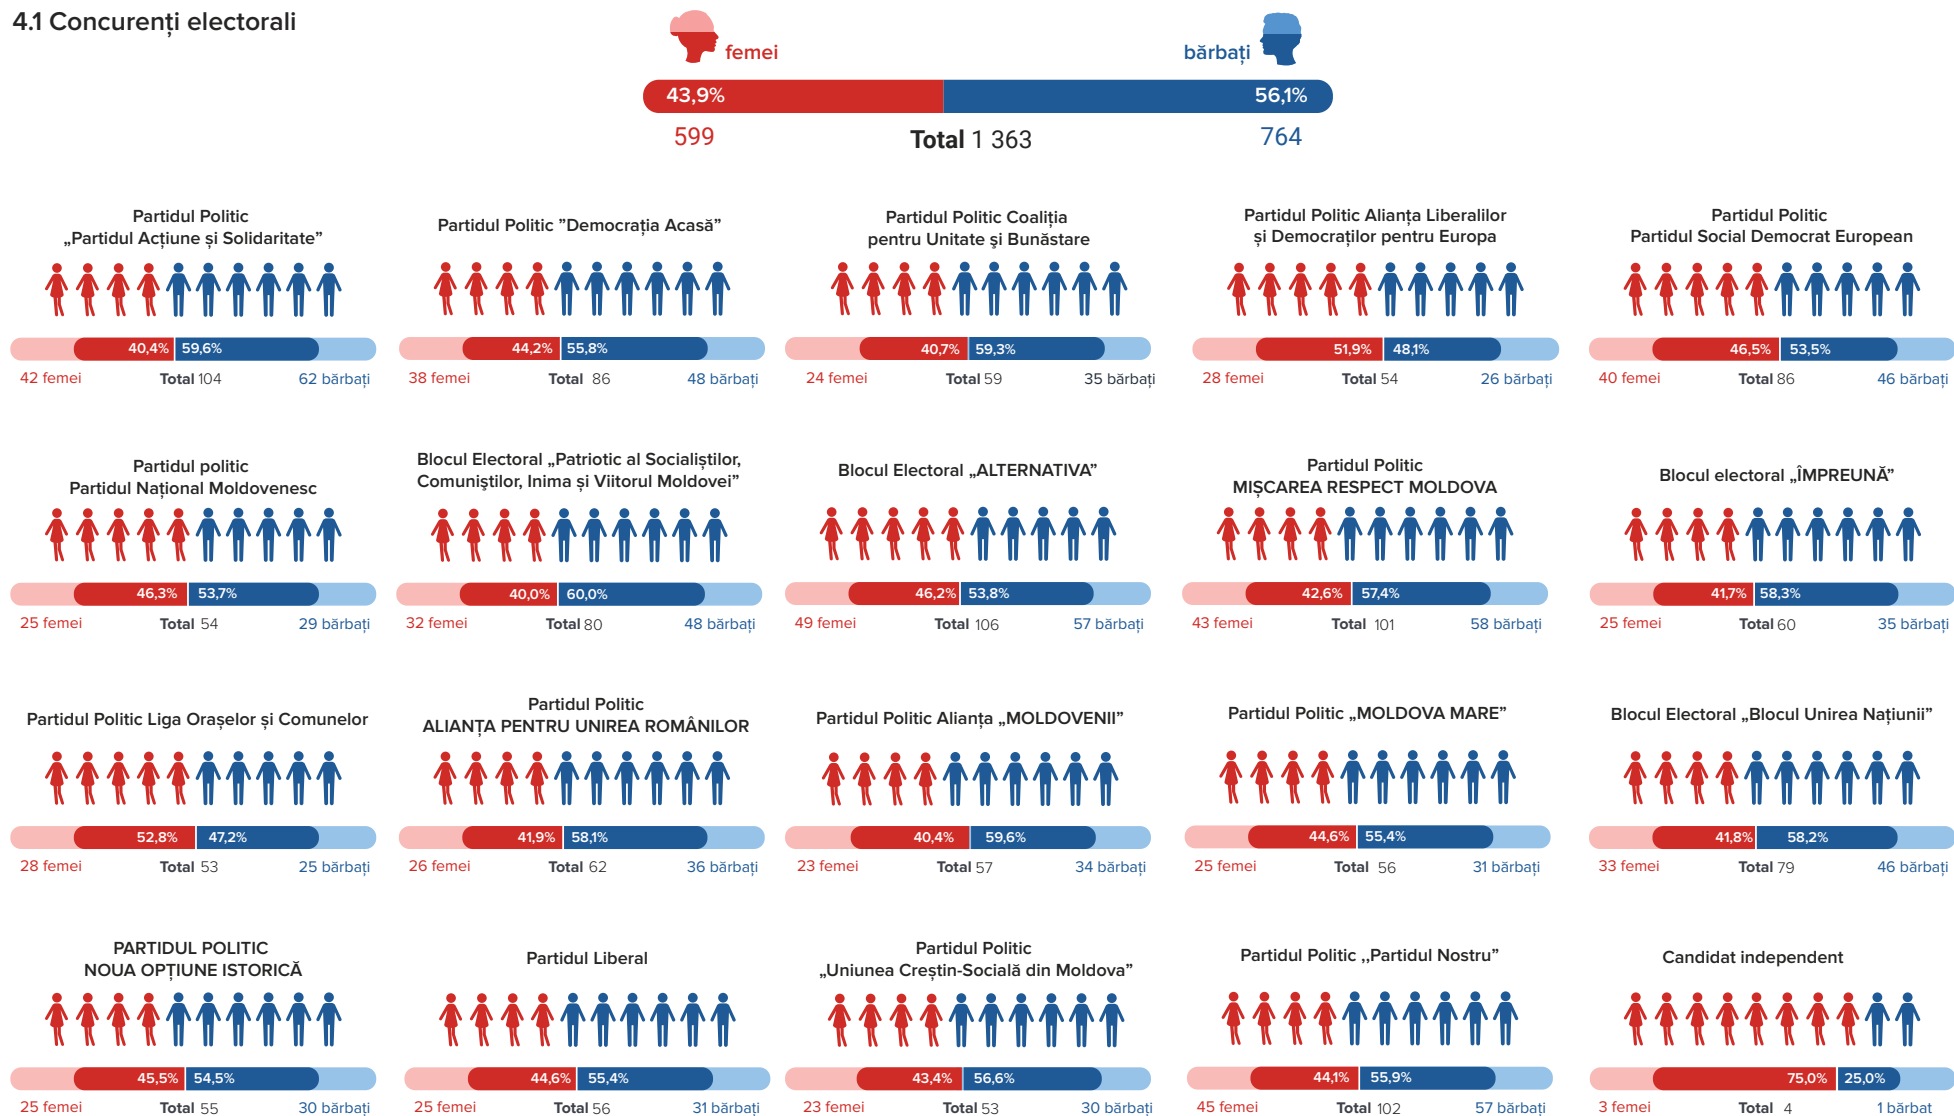 4.1 Concurenți electorali
femei
bărbați
43,9%
56,1%
599
Total 1 363
764
Partidul Politic
„Partidul Acțiune și Solidaritate”
40,4% 59,6%
42 femei Total 104 62 bărbați
Partidul Politic ”Democrația Acasă”
44,2% 55,8%
38 femei Total 86 48 bărbați
Partidul Politic Coaliția
pentru Unitate şi Bunăstare
40,7% 59,3%
24 femei Total 59 35 bărbați
Partidul Politic Alianța Liberalilor
și Democraților pentru Europa
51,9% 48,1%
28 femei Total 54 26 bărbați
Partidul Politic
Partidul Social Democrat European
46,5% 53,5%
40 femei Total 86 46 bărbați
Partidul politic
Partidul Național Moldovenesc
46,3% 53,7%
25 femei Total 54 29 bărbați
Blocul Electoral „Patriotic al Socialiștilor,
Comuniştilor, Inima și Viitorul Moldovei”
40,0% 60,0%
32 femei Total 80 48 bărbați
Blocul Electoral „ALTERNATIVA”
46,2% 53,8%
49 femei Total 106 57 bărbați
Partidul Politic
MIȘCAREA RESPECT MOLDOVA
42,6% 57,4%
43 femei Total 101 58 bărbați
Blocul electoral „ÎMPREUNĂ”
41,7% 58,3%
25 femei Total 60 35 bărbați
Partidul Politic Liga Orașelor și Comunelor
52,8% 47,2%
28 femei Total 53 25 bărbați
Partidul Politic
ALIANȚA PENTRU UNIREA ROMÂNILOR
41,9% 58,1%
26 femei Total 62 36 bărbați
Partidul Politic Alianța „MOLDOVENII”
40,4% 59,6%
23 femei Total 57 34 bărbați
Partidul Politic „MOLDOVA MARE”
44,6% 55,4%
25 femei Total 56 31 bărbați
Blocul Electoral „Blocul Unirea Națiunii”
41,8% 58,2%
33 femei Total 79 46 bărbați
PARTIDUL POLITIC
NOUA OPȚIUNE ISTORICĂ
45,5% 54,5%
25 femei Total 55 30 bărbați
Partidul Liberal
44,6% 55,4%
25 femei Total 56 31 bărbați
Partidul Politic
„Uniunea Creștin-Socială din Moldova”
43,4% 56,6%
23 femei Total 53 30 bărbați
Partidul Politic ,,Partidul Nostru”
44,1% 55,9%
45 femei Total 102 57 bărbați
Candidat independent
75,0% 25,0%
3 femei Total 4 1 bărbat